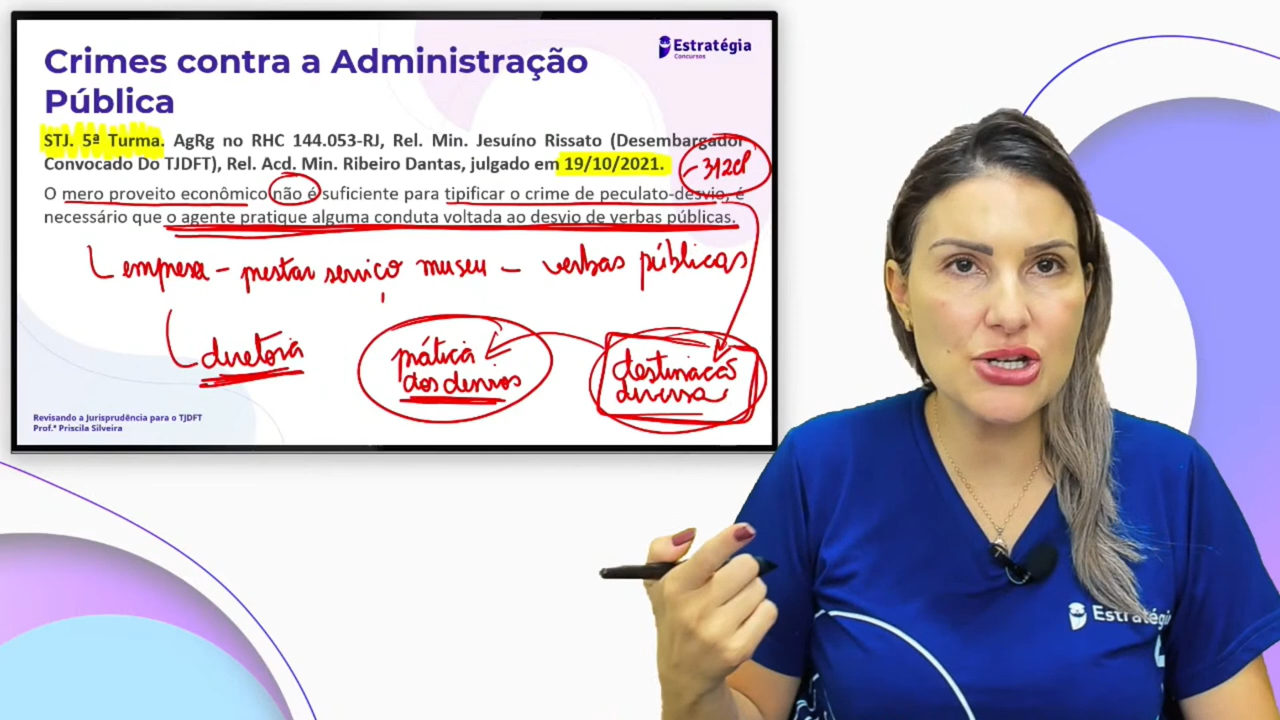 Crimes contra a Administração
Pública
Estratégia
Concursos
STJ. 5ª Turma. AgRg no RHC 144.053-RJ, Rel. Min. Jesuíno Rissato (Desembargador
Convocado Do TJDFT), Rel. Acd. Min. Ribeiro Dantas, julgado em 19/10/2021.
- 312CP
O mero proveito econômico não é suficiente para tipificar o crime de peculato-desvio, é
necessário que o agente pratique alguma conduta voltada ao desvio de verbas públicas.
empresa - prestar serviço museu - verbas públicas
diretora
prática
dos desvios
destinação
diversa
Revisando a Jurisprudência para o TJDFT
Prof.ª Priscila Silveira
Estratégia